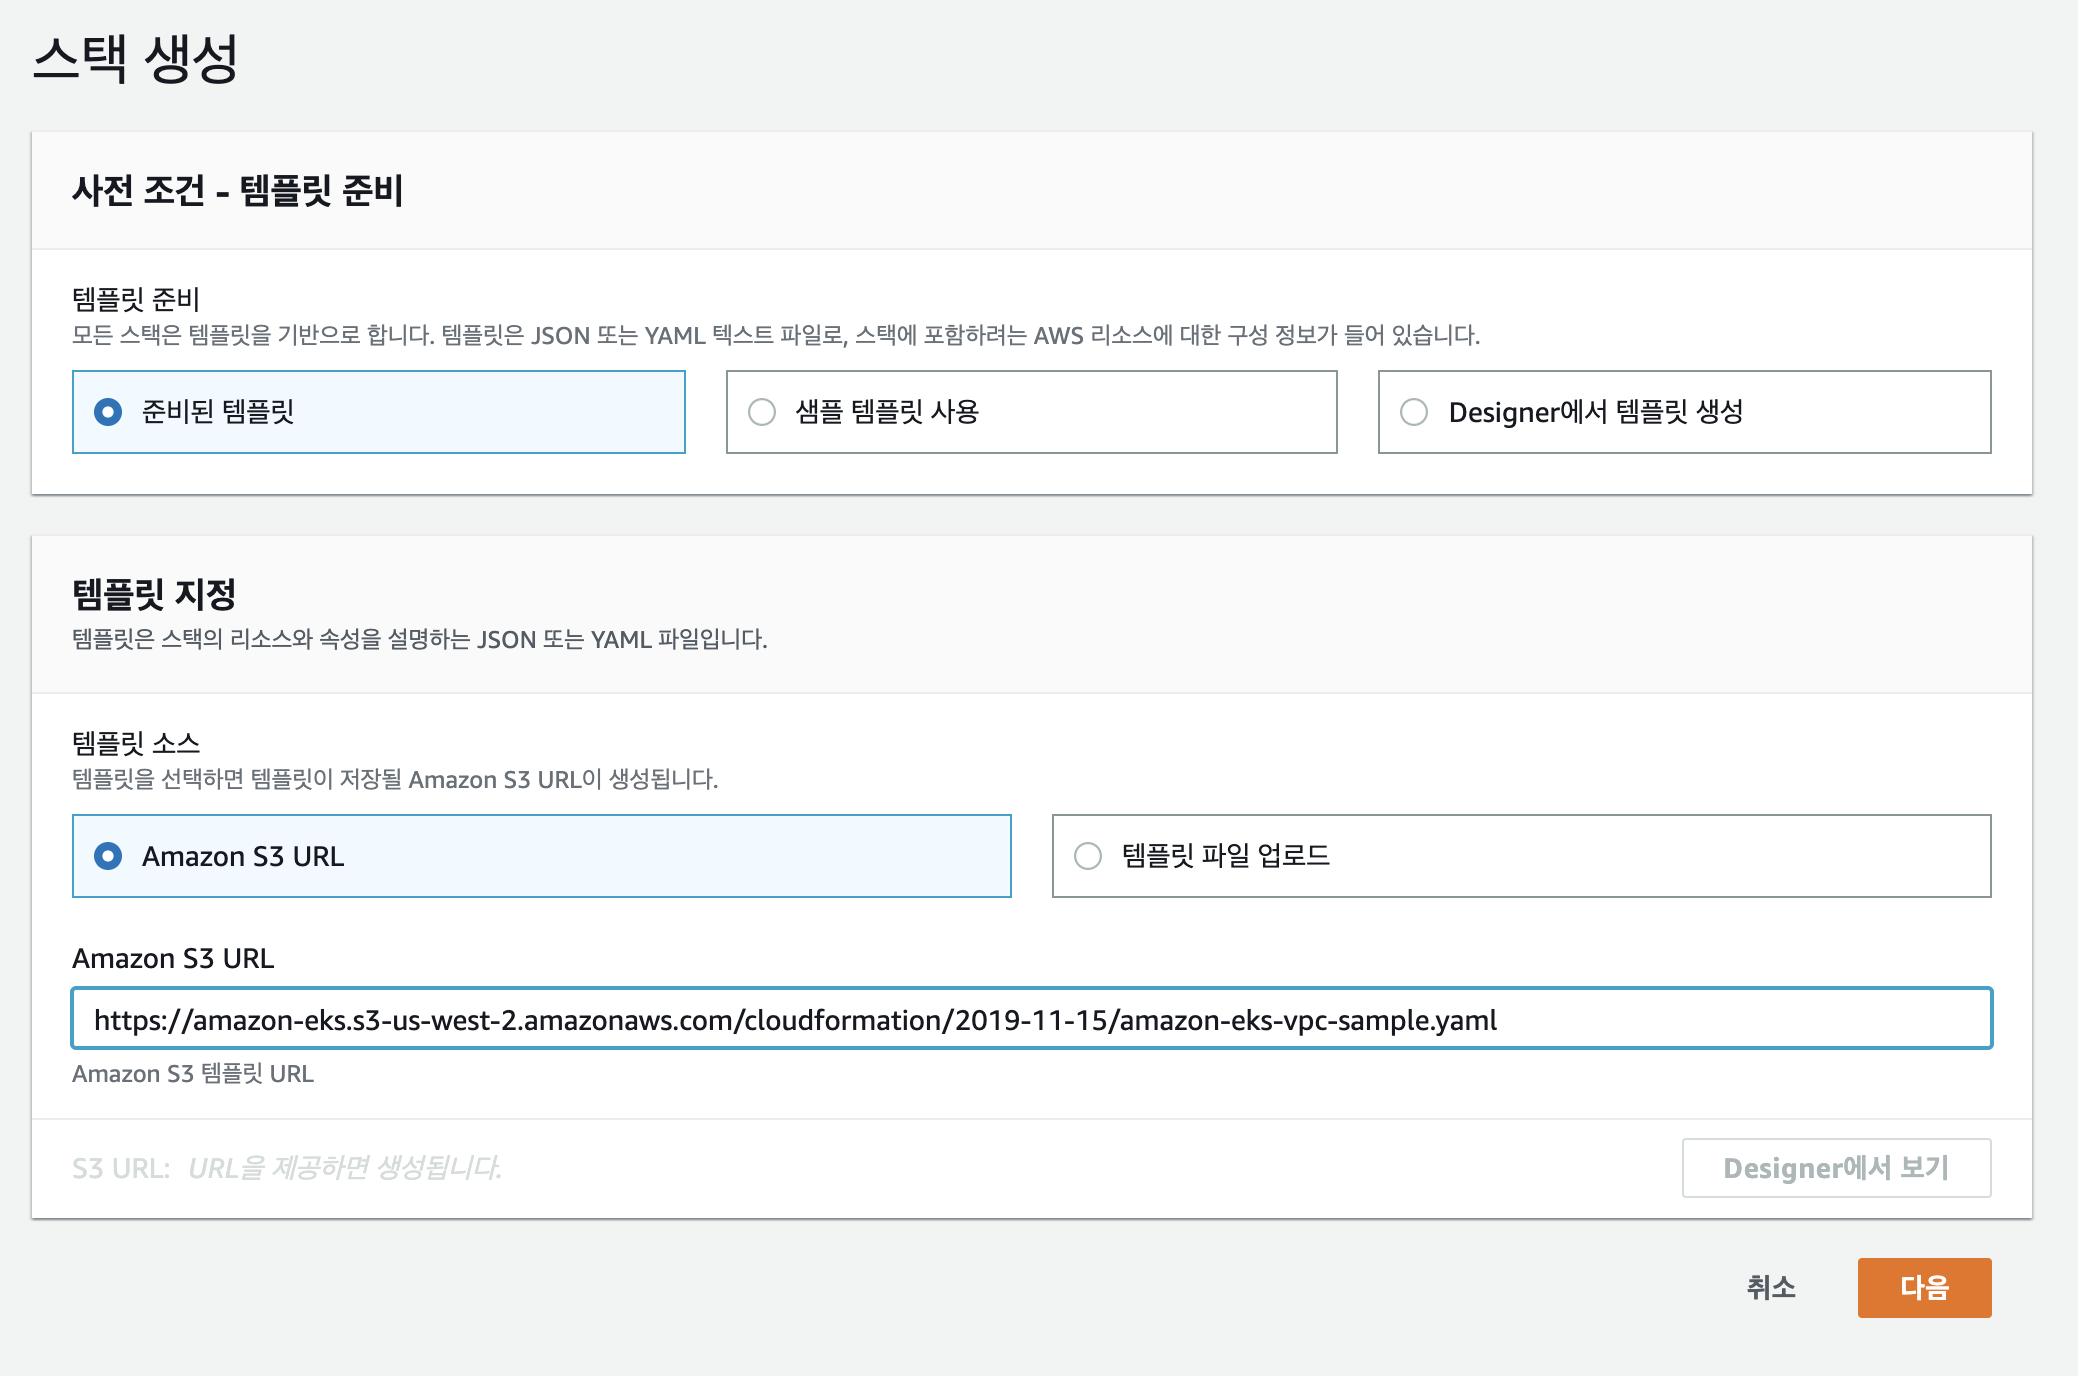 스택 생성
사전 조건 - 템플릿 준비
템플릿 준비
모든 스택은 템플릿을 기반으로 합니다. 템플릿은 JSON 또는 YAML 텍스트 파일로, 스택에 포함하려는 AWS 리소스에 대한 구성 정보가 들어 있습니다.
준비된 템플릿
샘플 템플릿 사용
Designer에서 템플릿 생성
템플릿 지정
템플릿은 스택의 리소스와 속성을 설명하는 JSON 또는 YAML 파일입니다.
템플릿 소스
템플릿을 선택하면 템플릿이 저장될 Amazon S3 URL이 생성됩니다.
Amazon S3 URL
템플릿 파일 업로드
Amazon S3 URL
https://amazon-eks.s3-us-west-2.amazonaws.com/cloudformation/2019-11-15/amazon-eks-vpc-sample.yaml
Amazon S3 템플릿 URL
S3 URL: URL을 제공하면 생성됩니다.
Designer에서 보기
취소
다음